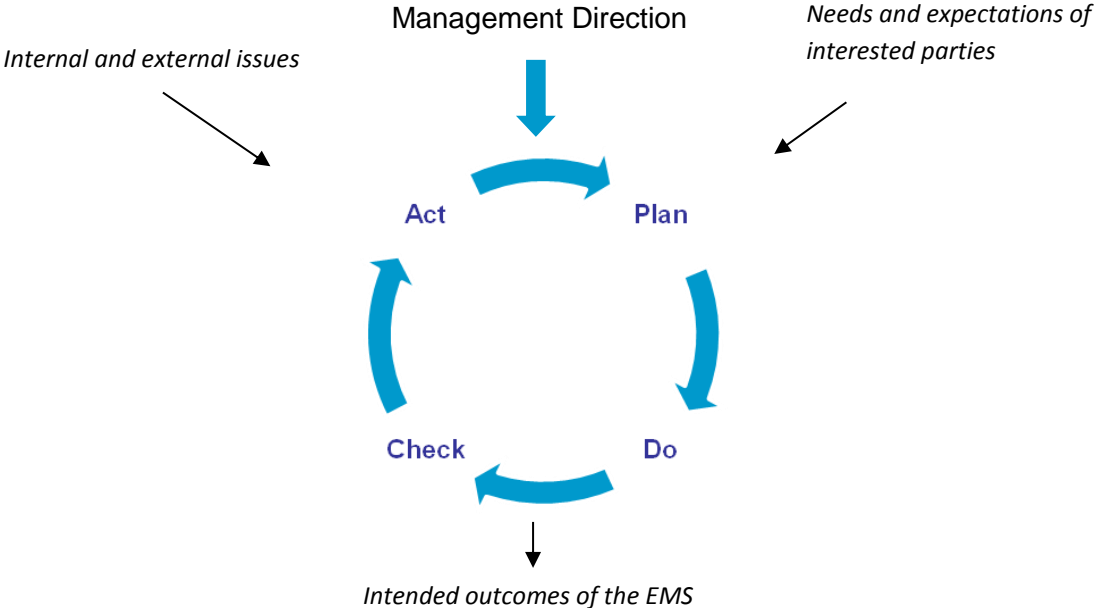 Management Direction
Needs and expectations of
interested parties
Internal and external issues
Act
Plan
Check
Do
Intended outcomes of the EMS